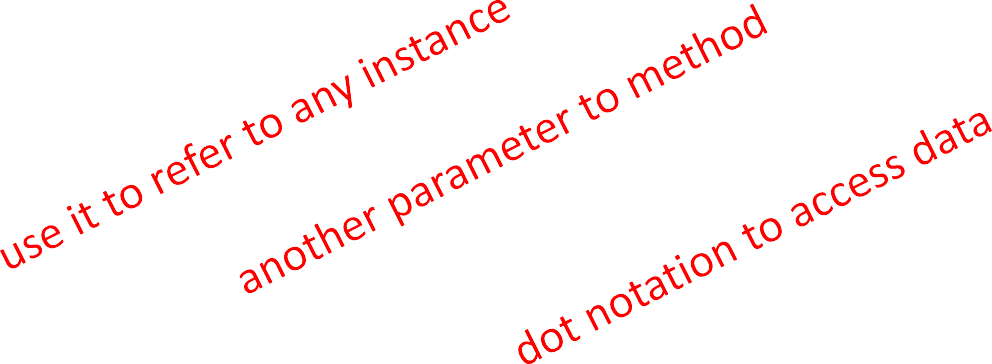 use it to refer to any instance
another parameter to method
dot notation to access data